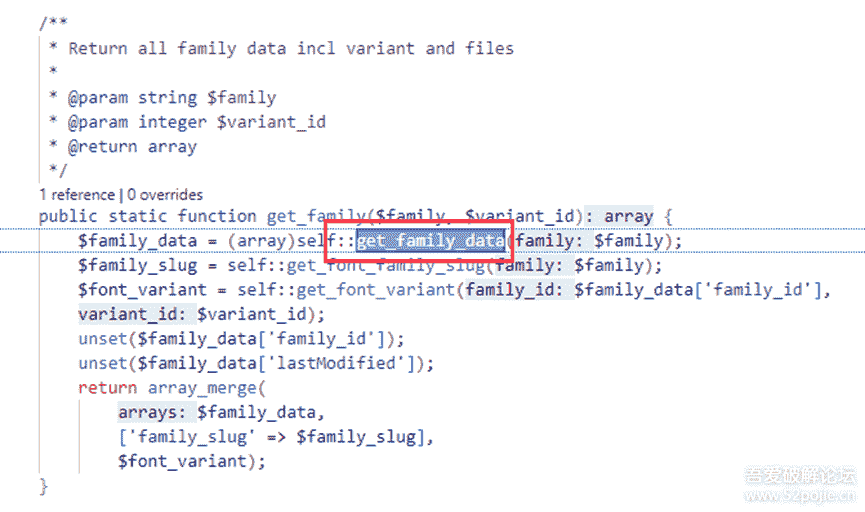 /**
* Return all family data incl variant and files
*
* @param string $family
* @param integer $variant_id
* @return array
*/
1 reference | 0 overrides
public static function get_family($family, $variant_id): array {
$family_data = (array)self::get_family_data(family: $family);
$family_slug = self::get_font_family_slug(family: $family);
$font_variant = self::get_font_variant(family_id: $family_data['family_id'],
variant_id: $variant_id);
unset($family_data['family_id']);
unset($family_data['lastModified']);
return array_merge(
arrays: $family_data,
['family_slug' => $family_slug],
$font_variant);
}
吾爱破解论坛
www.52pojie.cn